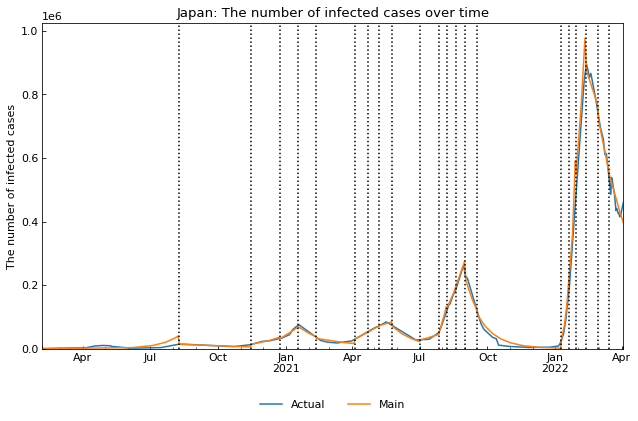 Japan: The number of infected cases over time
1e6
The number of infected cases
1.0
0.8
0.6
0.4
0.2
0.0
Apr Jul Oct Jan Apr Jul Oct Jan Apr
2021 2022
Actual Main